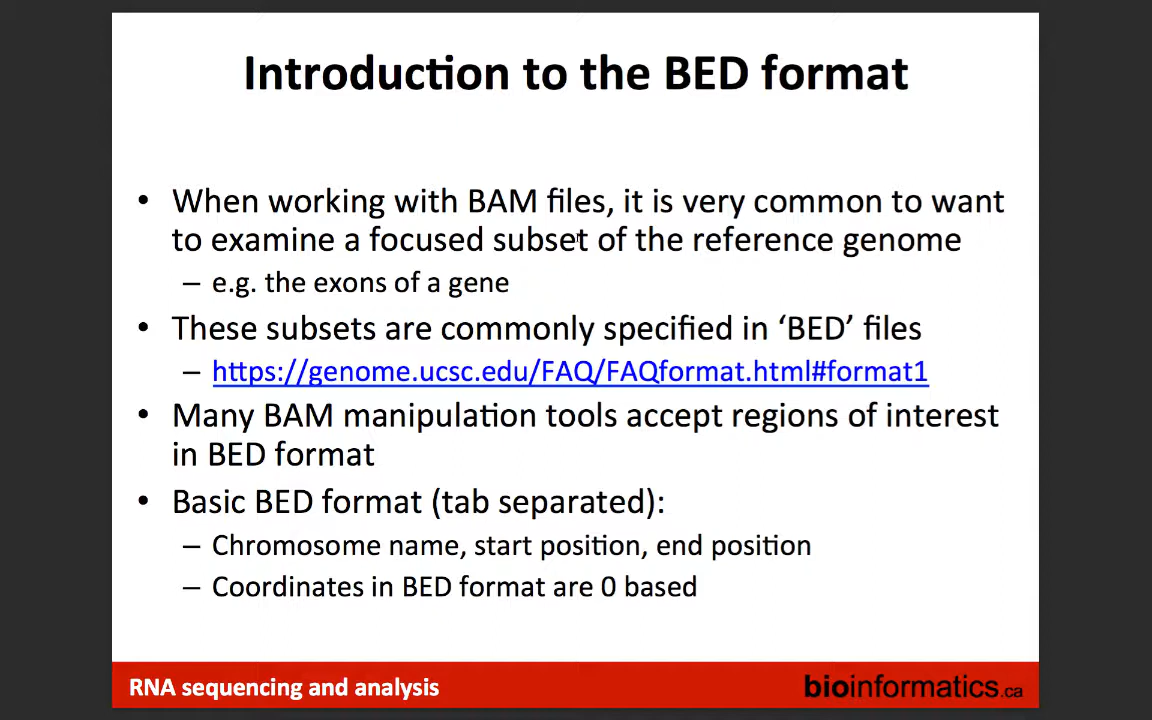 Introduction to the BED format
• When working with BAM files, it is very common to want
to examine a focused subset of the reference genome
– e.g. the exons of a gene
• These subsets are commonly specified in ‘BED’ files
– https://genome.ucsc.edu/FAQ/FAQformat.html#format1
• Many BAM manipulation tools accept regions of interest
in BED format
• Basic BED format (tab separated):
– Chromosome name, start position, end position
– Coordinates in BED format are 0 based
RNA sequencing and analysis
bioinformatics.ca